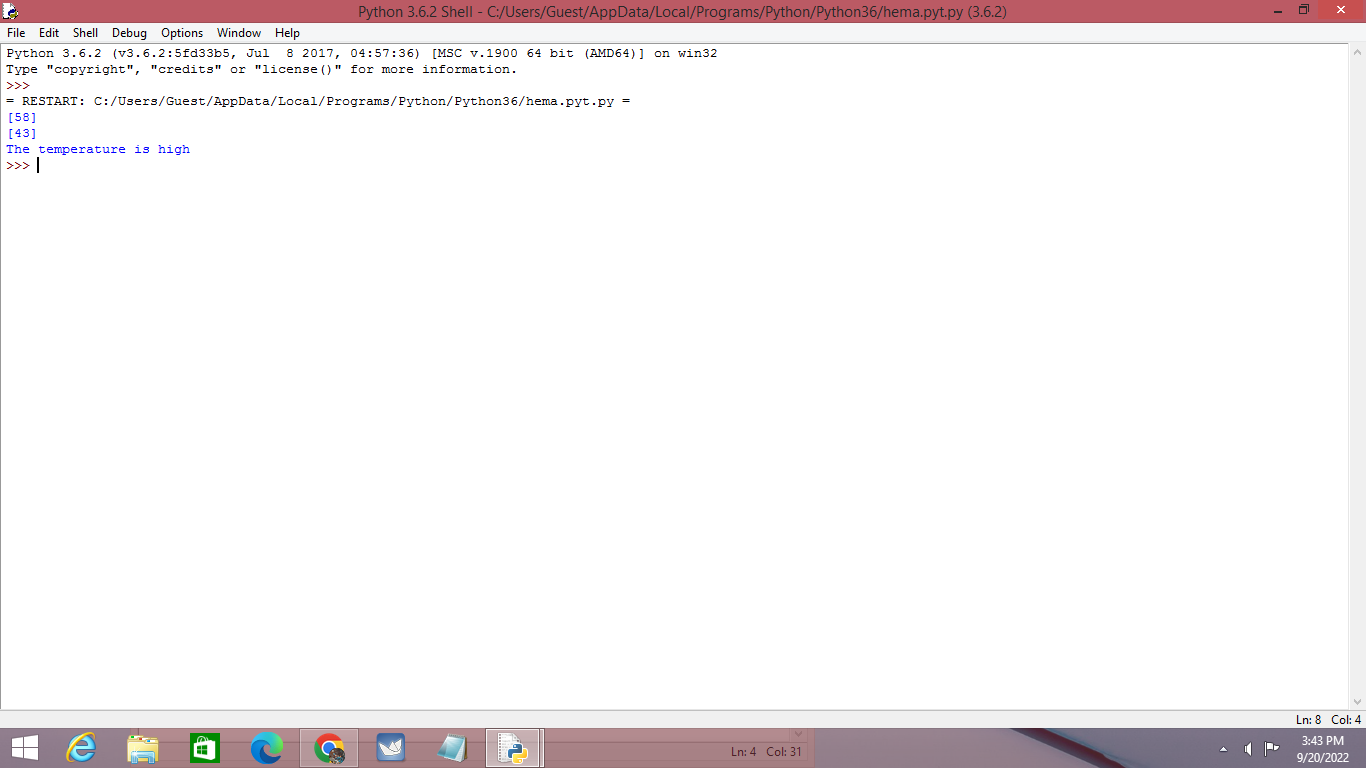 Python 3.6.2 Shell - C:/Users/Guest/AppData/Local/Programs/Python/Python36/hema.pyt.py (3.6.2)
File Edit Shell Debug Options Window Help
Python 3.6.2 (v3.6.2:5fd33b5, Jul  8 2017, 04:57:36) [MSC v.1900 64 bit (AMD64)] on win32
Type "copyright", "credits" or "license()" for more information.
>>>
= RESTART: C:/Users/Guest/AppData/Local/Programs/Python/Python36/hema.pyt.py =
[58]
[43]
The temperature is high
>>>
Ln: 8 Col: 4
Ln: 4 Col: 31
3:43 PM
9/20/2022